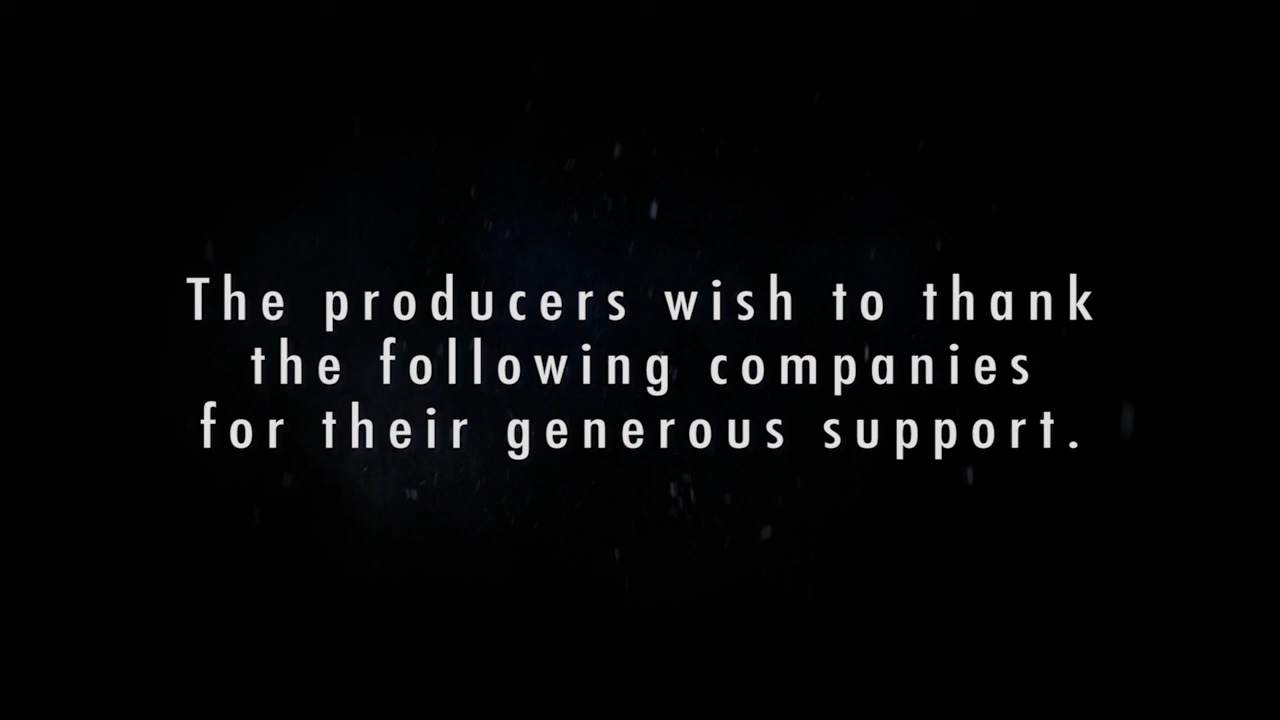 The producers wish to thank
the following companies
for their generous support.